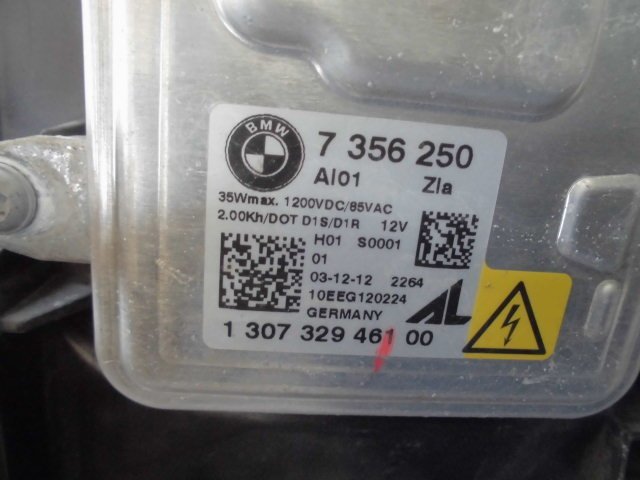 BMW
7 356 250
AI01 ZIa
35Wmax. 1200VDC/85VAC
2.00Kh/DOT D1S/D1R 12V
H01 S0001
01
03-12-12 2264
10EEG120224
GERMANY
AL
1 307 329 461 00